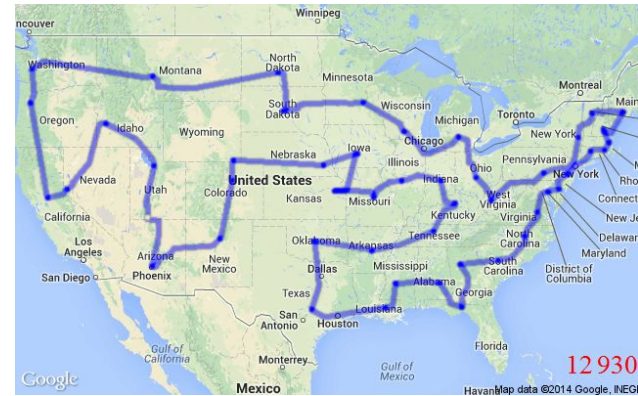 Winnipeg
ncouver
Washington
Montana
North
Dakota
Minnesota
Montreal
Main
South
Dakota
Wisconsin
Michigan
Toronto
Oregon
Idaho
Wyoming
Chicago
New York
Iowa
Nebraska
Illinois
Indiana
Ohio
Pennsylvania
New York
Nevada
Utah
Colorado
United States
Kansas
Missouri
West
Virginia
Virginia
Kentucky
Rho
Connect
New Je
Delawar
Maryland
District of
Columbia
California
Los
Angeles
San Diego
Arizona
Phoenix
New
Mexico
Oklahoma
Arkansas
Tennessee
North
Carolina
South
Carolina
Dallas
Mississippi
Alabama
Georgia
Texas
San
Antonio
Houston
Louisiana
Florida
Gulf of
California
Monterrey
Gulf of
Mexico
Mexico
Havana
12 930
Google
Map data ©2014 Google, INEGI